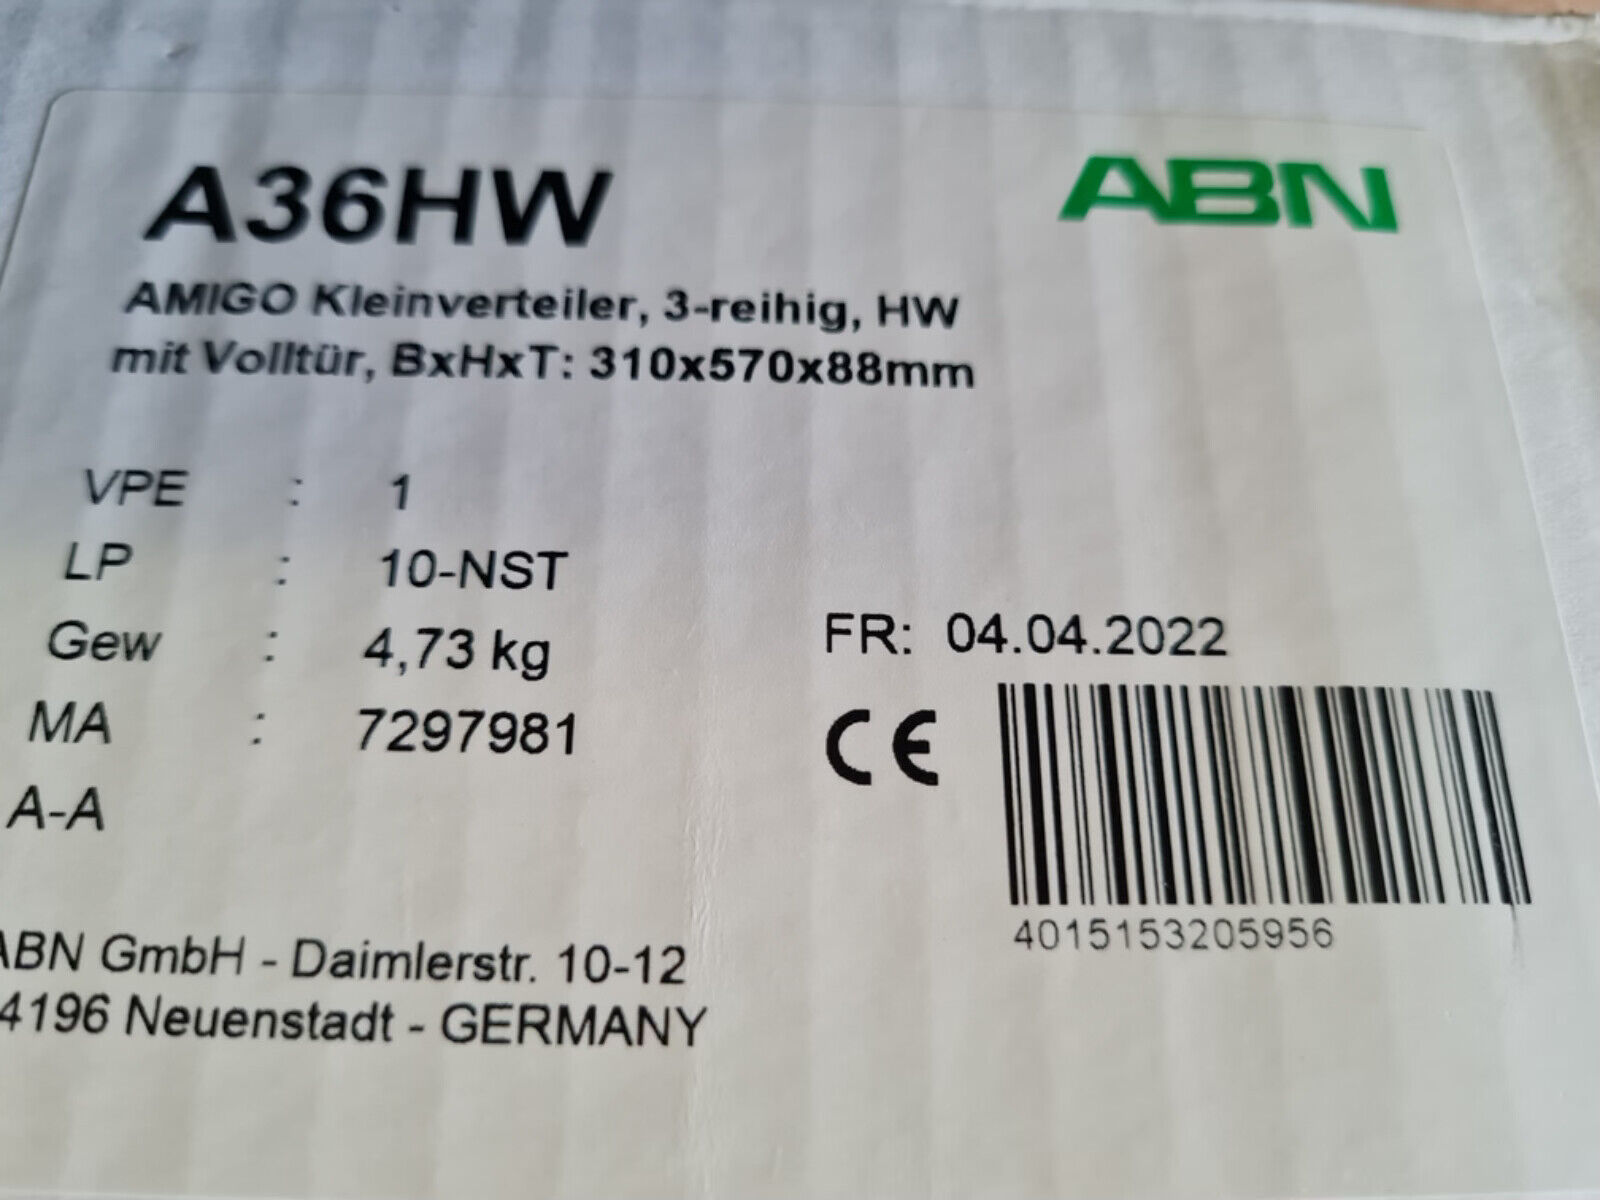 A36HW
ABN
AMIGO Kleinverteiler, 3-reihig, HW
mit Volltür, BxHxT: 310x570x88mm
VPE : 1
LP : 10-NST
Gew : 4,73 kg
MA : 7297981
A-A
FR: 04.04.2022
CE
4015153205956
ABN GmbH - Daimlerstr. 10-12
4196 Neuenstadt - GERMANY